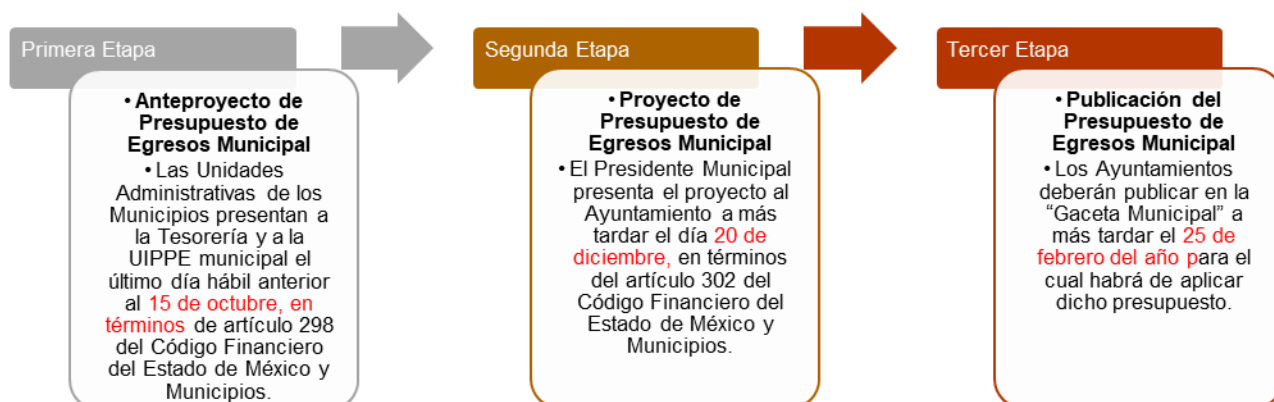 Primera Etapa
• Anteproyecto de
Presupuesto de
Egresos Municipal
• Las Unidades
Administrativas de los
Municipios presentan a
la Tesorería y a la
UIPPE municipal el
último día hábil anterior
al 15 de octubre, en
términos de artículo 298
del Código Financiero
del Estado de México y
Municipios.
Segunda Etapa
• Proyecto de
Presupuesto de
Egresos Municipal
• El Presidente Municipal
presenta el proyecto al
Ayuntamiento a más
tardar el día 20 de
diciembre, en términos
del artículo 302 del
Código Financiero del
Estado de México y
Municipios.
Tercer Etapa
• Publicación del
Presupuesto de
Egresos Municipal
• Los Ayuntamientos
deberán publicar en la
“Gaceta Municipal” a
más tardar el 25 de
febrero del año para el
cual habrá de aplicar
dicho presupuesto.